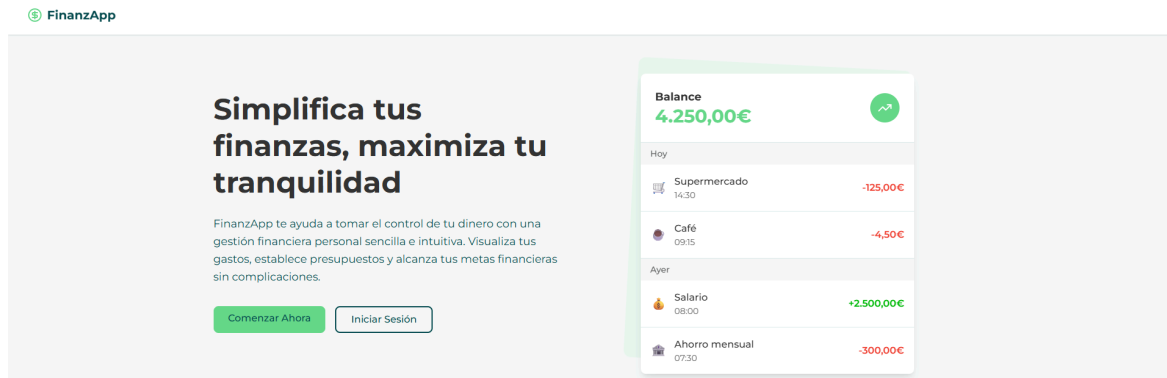 FinanzApp
Simplifica tus
finanzas, maximiza tu
tranquilidad
FinanzApp te ayuda a tomar el control de tu dinero con una
gestión financiera personal sencilla e intuitiva. Visualiza tus
gastos, establece presupuestos y alcanza tus metas financieras
sin complicaciones.
Comenzar Ahora
Iniciar Sesión
Balance
4.250,00€
Hoy
Supermercado
14:30
-125,00€
Café
09:15
-4,50€
Ayer
Salario
08:00
+2.500,00€
Ahorro mensual
07:30
-300,00€